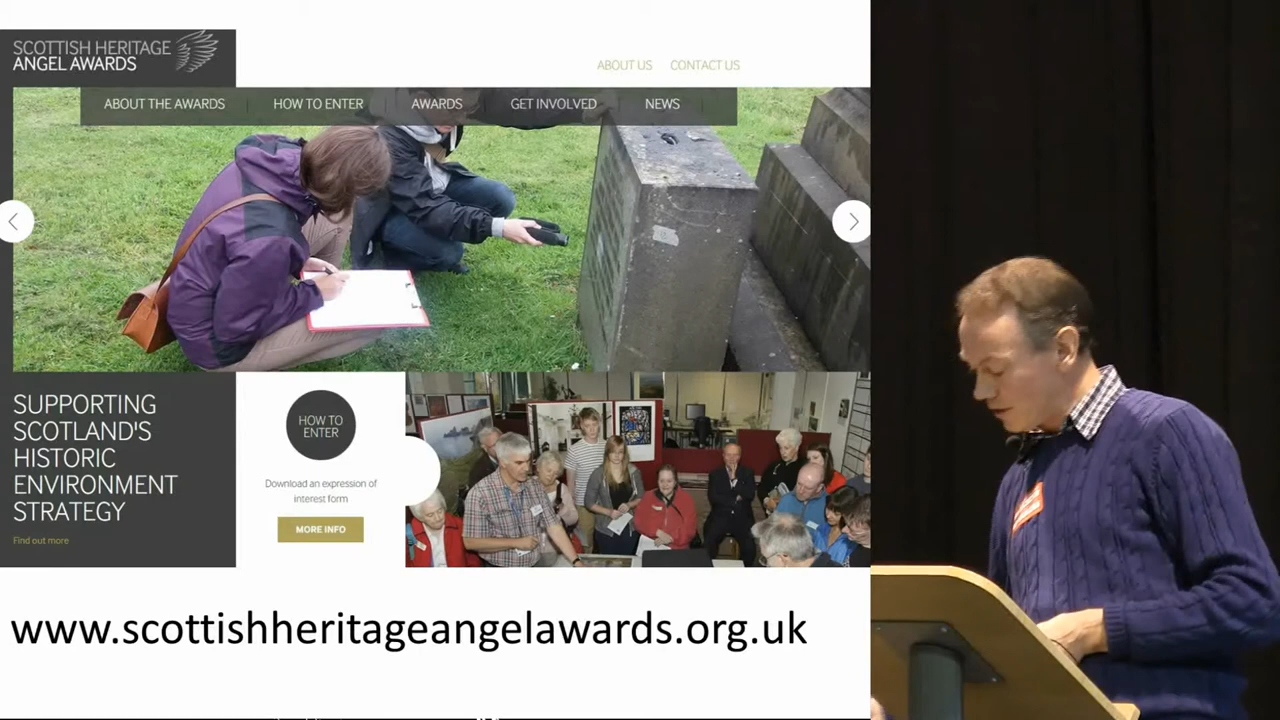 SCOTTISH HERITAGE
ANGEL AWARDS
ABOUT US
CONTACT US
ABOUT THE AWARDS
HOW TO ENTER
AWARDS
GET INVOLVED
NEWS
SUPPORTING
SCOTLAND'S
HISTORIC
ENVIRONMENT
STRATEGY
Find out more
HOW TO
ENTER
Download an expression of
interest form
MORE INFO
www.scottishheritageangelawards.org.uk